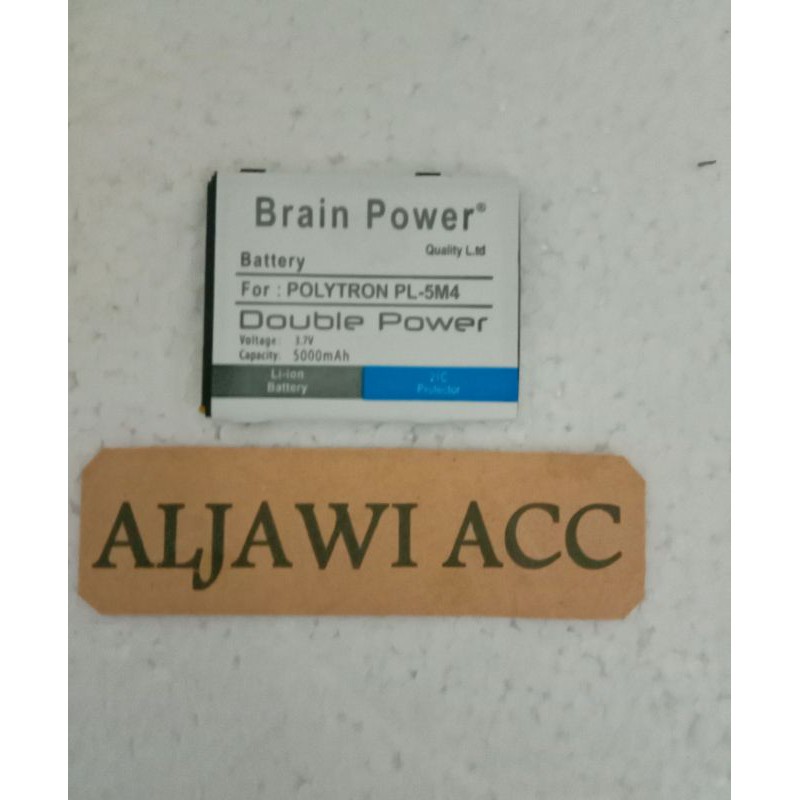 Brain Power®
Quality L.td
Battery
For : POLYTRON PL-5M4
Double Power
Voltage: 3.7V
Capacity: 5000mAh
Li-ion
Battery
Protector
ALJAWI ACC